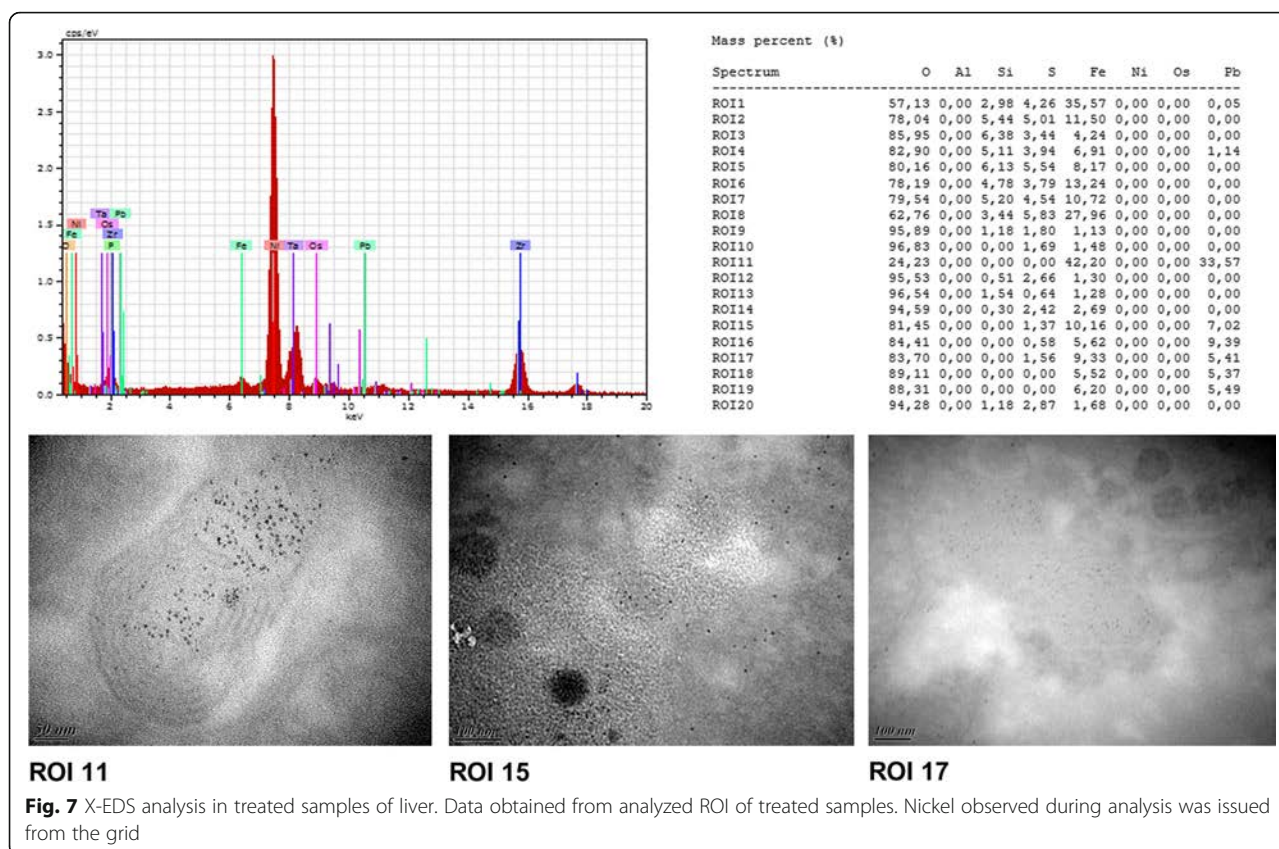 cps/eV
3.0
2.5
2.0
1.5
1.0
0.5
0.0
Ta Pb
Ni Os
Fe Zr
O P
Fe Ni Ta Os Pb Zr
2 4 6 8 10 12 14 16 18 20
keV
Mass percent (%)
Spectrum O Al Si S Fe Ni Os Pb
ROI1 57,13 0,00 2,98 4,26 35,57 0,00 0,00 0,05
ROI2 78,04 0,00 5,44 5,01 11,50 0,00 0,00 0,00
ROI3 85,95 0,00 6,38 3,44 4,24 0,00 0,00 0,00
ROI4 82,90 0,00 5,11 3,94 6,91 0,00 0,00 1,14
ROI5 80,16 0,00 6,13 5,54 8,17 0,00 0,00 0,00
ROI6 78,19 0,00 4,78 3,79 13,24 0,00 0,00 0,00
ROI7 79,54 0,00 5,20 4,54 10,72 0,00 0,00 0,00
ROI8 62,76 0,00 3,44 5,83 27,96 0,00 0,00 0,00
ROI9 95,89 0,00 1,18 1,80 1,13 0,00 0,00 0,00
ROI10 96,83 0,00 0,00 1,69 1,48 0,00 0,00 0,00
ROI11 24,23 0,00 0,00 0,00 42,20 0,00 0,00 33,57
ROI12 95,53 0,00 0,51 2,66 1,30 0,00 0,00 0,00
ROI13 96,54 0,00 1,54 0,64 1,28 0,00 0,00 0,00
ROI14 94,59 0,00 0,30 2,42 2,69 0,00 0,00 0,00
ROI15 81,45 0,00 0,00 1,37 10,16 0,00 0,00 7,02
ROI16 84,41 0,00 0,00 0,58 5,62 0,00 0,00 9,39
ROI17 83,70 0,00 0,00 1,56 9,33 0,00 0,00 5,41
ROI18 89,11 0,00 0,00 0,00 5,52 0,00 0,00 5,37
ROI19 88,31 0,00 0,00 0,00 6,20 0,00 0,00 5,49
ROI20 94,28 0,00 1,18 2,87 1,68 0,00 0,00 0,00
50 nm 100 nm 100 nm
ROI 11 ROI 15 ROI 17
Fig. 7 X-EDS analysis in treated samples of liver. Data obtained from analyzed ROI of treated samples. Nickel observed during analysis was issued
from the grid